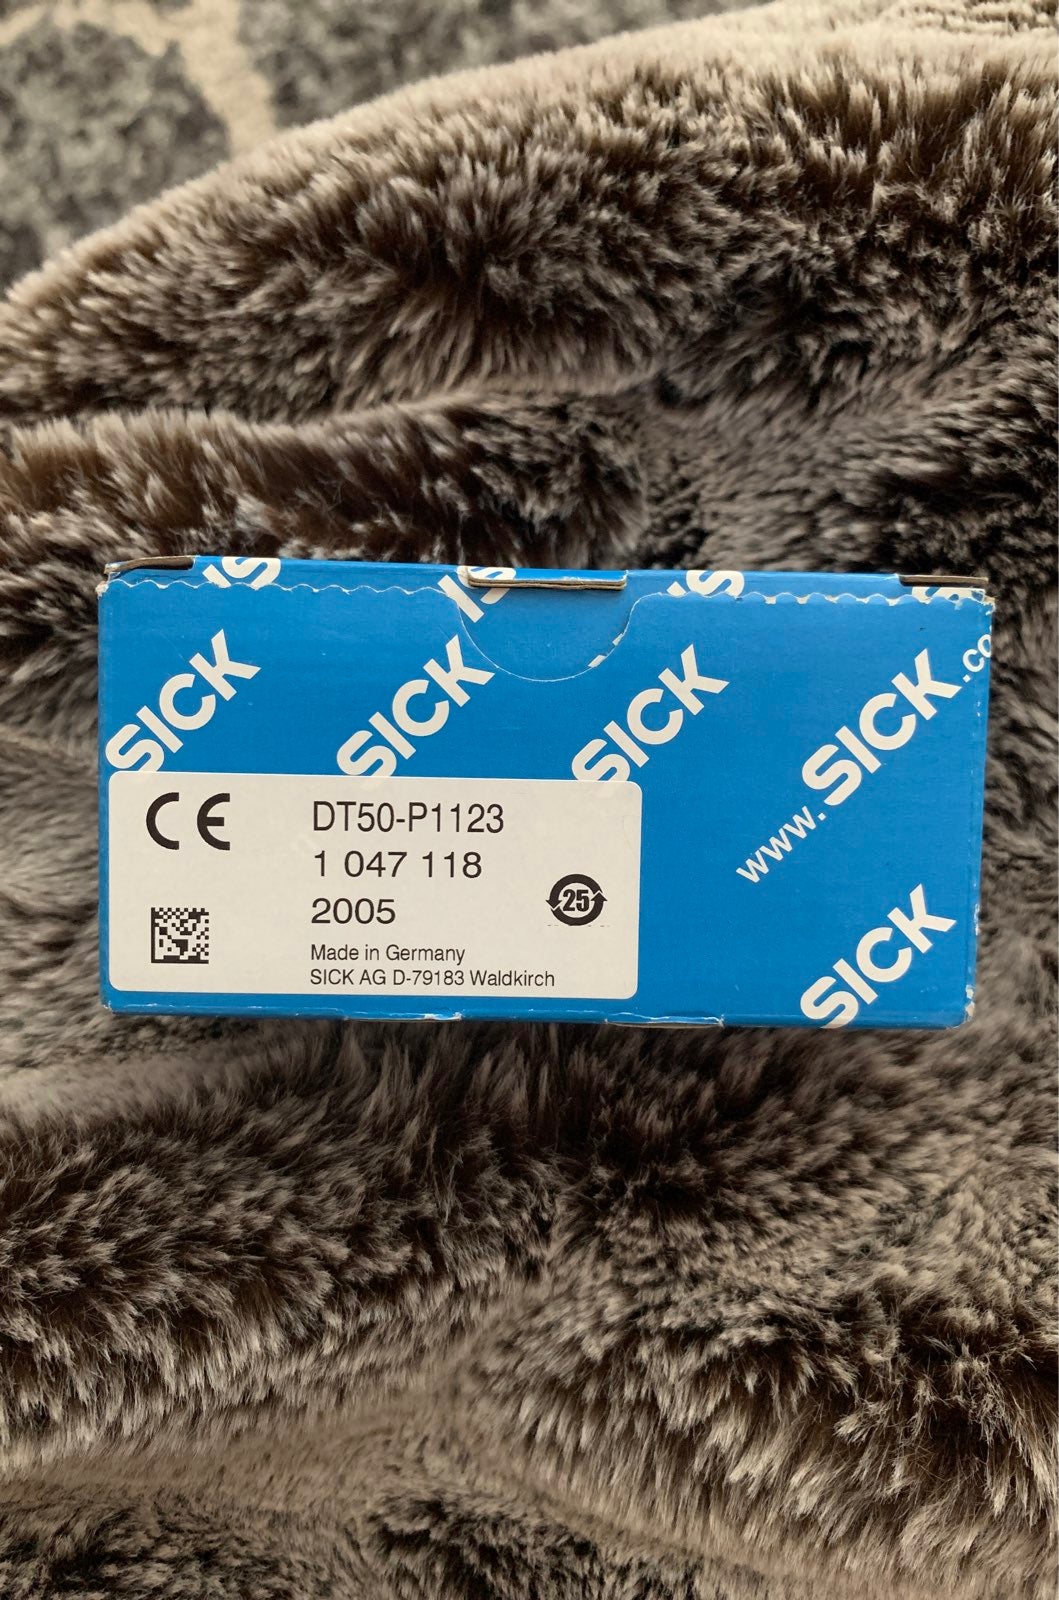 SICK
SICK
SICK
www.SICK.co
SICK
CE
DT50-P1123
1 047 118
2005
25
Made in Germany
SICK AG D-79183 Waldkirch